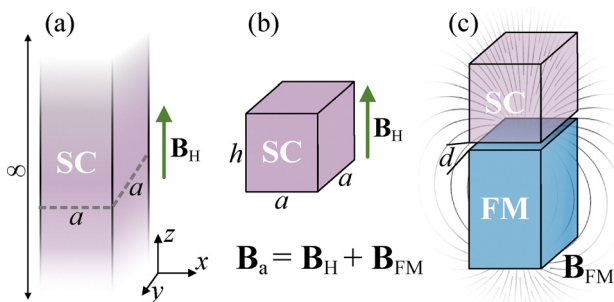 (a)
∞
SC
a
a
B_H
z
x
y
(b)
h
SC
a
a
B_H
B_a = B_H + B_FM
(c)
SC
d
FM
B_FM